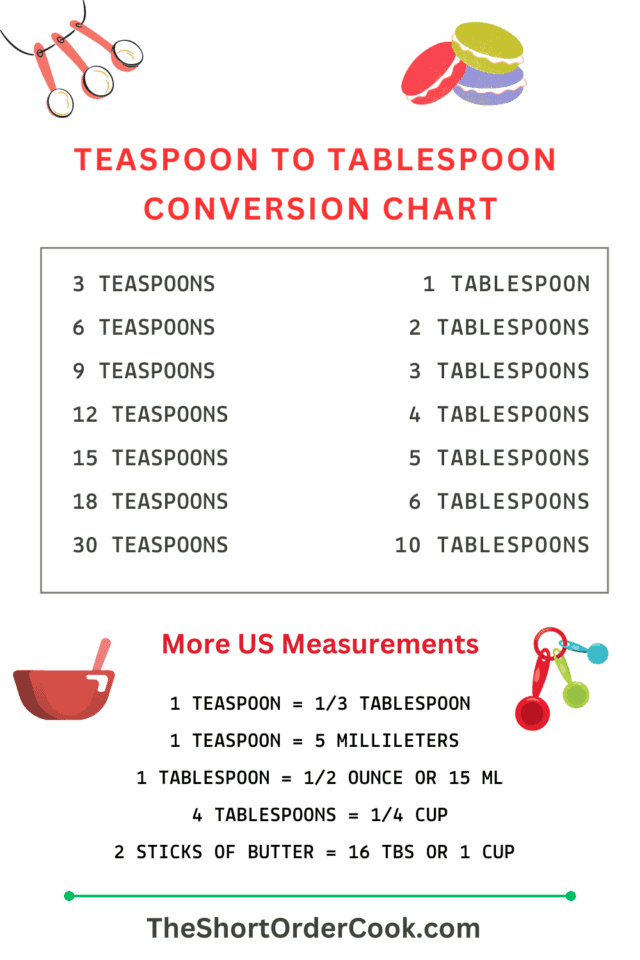 TEASPOON TO TABLESPOON
CONVERSION CHART
3 TEASPOONS 1 TABLESPOON
6 TEASPOONS 2 TABLESPOONS
9 TEASPOONS 3 TABLESPOONS
12 TEASPOONS 4 TABLESPOONS
15 TEASPOONS 5 TABLESPOONS
18 TEASPOONS 6 TABLESPOONS
30 TEASPOONS 10 TABLESPOONS
More US Measurements
1 TEASPOON = 1/3 TABLESPOON
1 TEASPOON = 5 MILLILETERS
1 TABLESPOON = 1/2 OUNCE OR 15 ML
4 TABLESPOONS = 1/4 CUP
2 STICKS OF BUTTER = 16 TBS OR 1 CUP
TheShortOrderCook.com